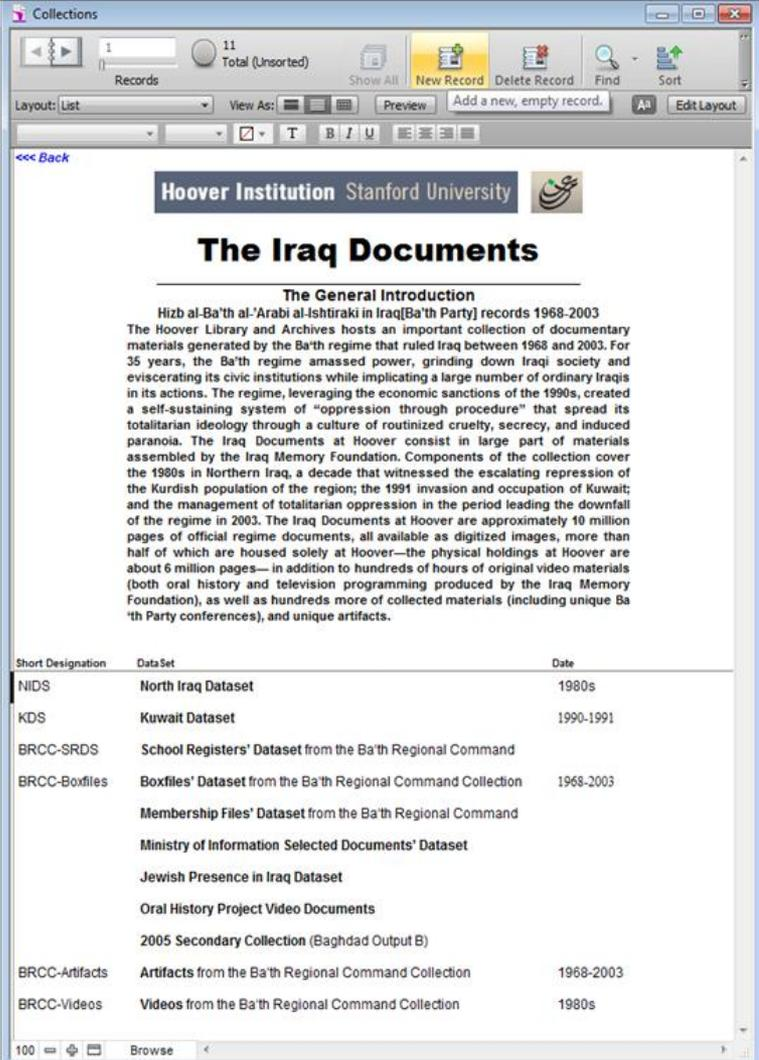 Collections
1
Records
11
Total (Unsorted)
Show All
New Record
Delete Record
Find
Sort
Layout: List
View As:
Preview
Add a new, empty record.
Aa
Edit Layout
T
B I U
<<< Back
Hoover Institution Stanford University
The Iraq Documents
The General Introduction
Hizb al-Ba'th al-'Arabi al-Ishtiraki in Iraq[Ba'th Party] records 1968-2003
The Hoover Library and Archives hosts an important collection of documentary
materials generated by the Ba'th regime that ruled Iraq between 1968 and 2003. For
35 years, the Ba'th regime amassed power, grinding down Iraqi society and
eviscerating its civic institutions while implicating a large number of ordinary Iraqis
in its actions. The regime, leveraging the economic sanctions of the 1990s, created
a self-sustaining system of “oppression through procedure” that spread its
totalitarian ideology through a culture of routinized cruelty, secrecy, and induced
paranoia. The Iraq Documents at Hoover consist in large part of materials
assembled by the Iraq Memory Foundation. Components of the collection cover
the 1980s in Northern Iraq, a decade that witnessed the escalating repression of
the Kurdish population of the region; the 1991 invasion and occupation of Kuwait;
and the management of totalitarian oppression in the period leading the downfall
of the regime in 2003. The Iraq Documents at Hoover are approximately 10 million
pages of official regime documents, all available as digitized images, more than
half of which are housed solely at Hoover—the physical holdings at Hoover are
about 6 million pages— in addition to hundreds of hours of original video materials
(both oral history and television programming produced by the Iraq Memory
Foundation), as well as hundreds more of collected materials (including unique Ba
'th Party conferences), and unique artifacts.
Short Designation DataSet Date
NIDS North Iraq Dataset 1980s
KDS Kuwait Dataset 1990-1991
BRCC-SRDS School Registers' Dataset from the Ba'th Regional Command
BRCC-Boxfiles Boxfiles' Dataset from the Ba'th Regional Command Collection 1968-2003
Membership Files' Dataset from the Ba'th Regional Command
Ministry of Information Selected Documents' Dataset
Jewish Presence in Iraq Dataset
Oral History Project Video Documents
2005 Secondary Collection (Baghdad Output B)
BRCC-Artifacts Artifacts from the Ba'th Regional Command Collection 1968-2003
BRCC-Videos Videos from the Ba'th Regional Command Collection 1980s
100 Browse